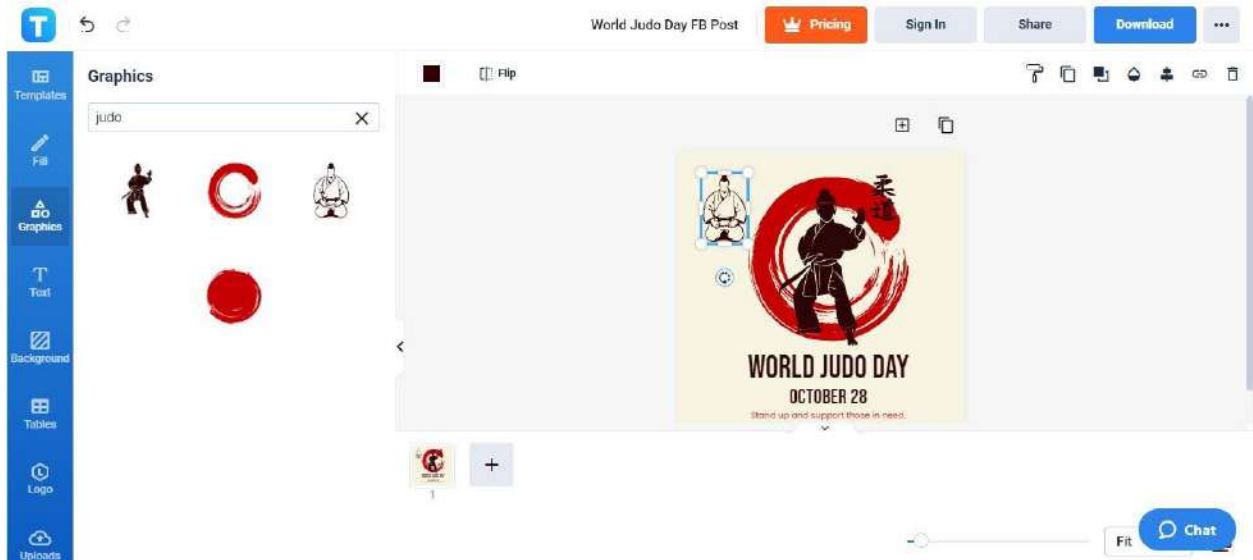 T
World Judo Day FB Post
Pricing
Sign In
Share
Download
Templates
Fill
Graphics
Text
Background
Tables
Logo
Uploads
Graphics
judo
Flip
柔
道
WORLD JUDO DAY
OCTOBER 28
Stand up and support those in need.
1
Fit
Chat